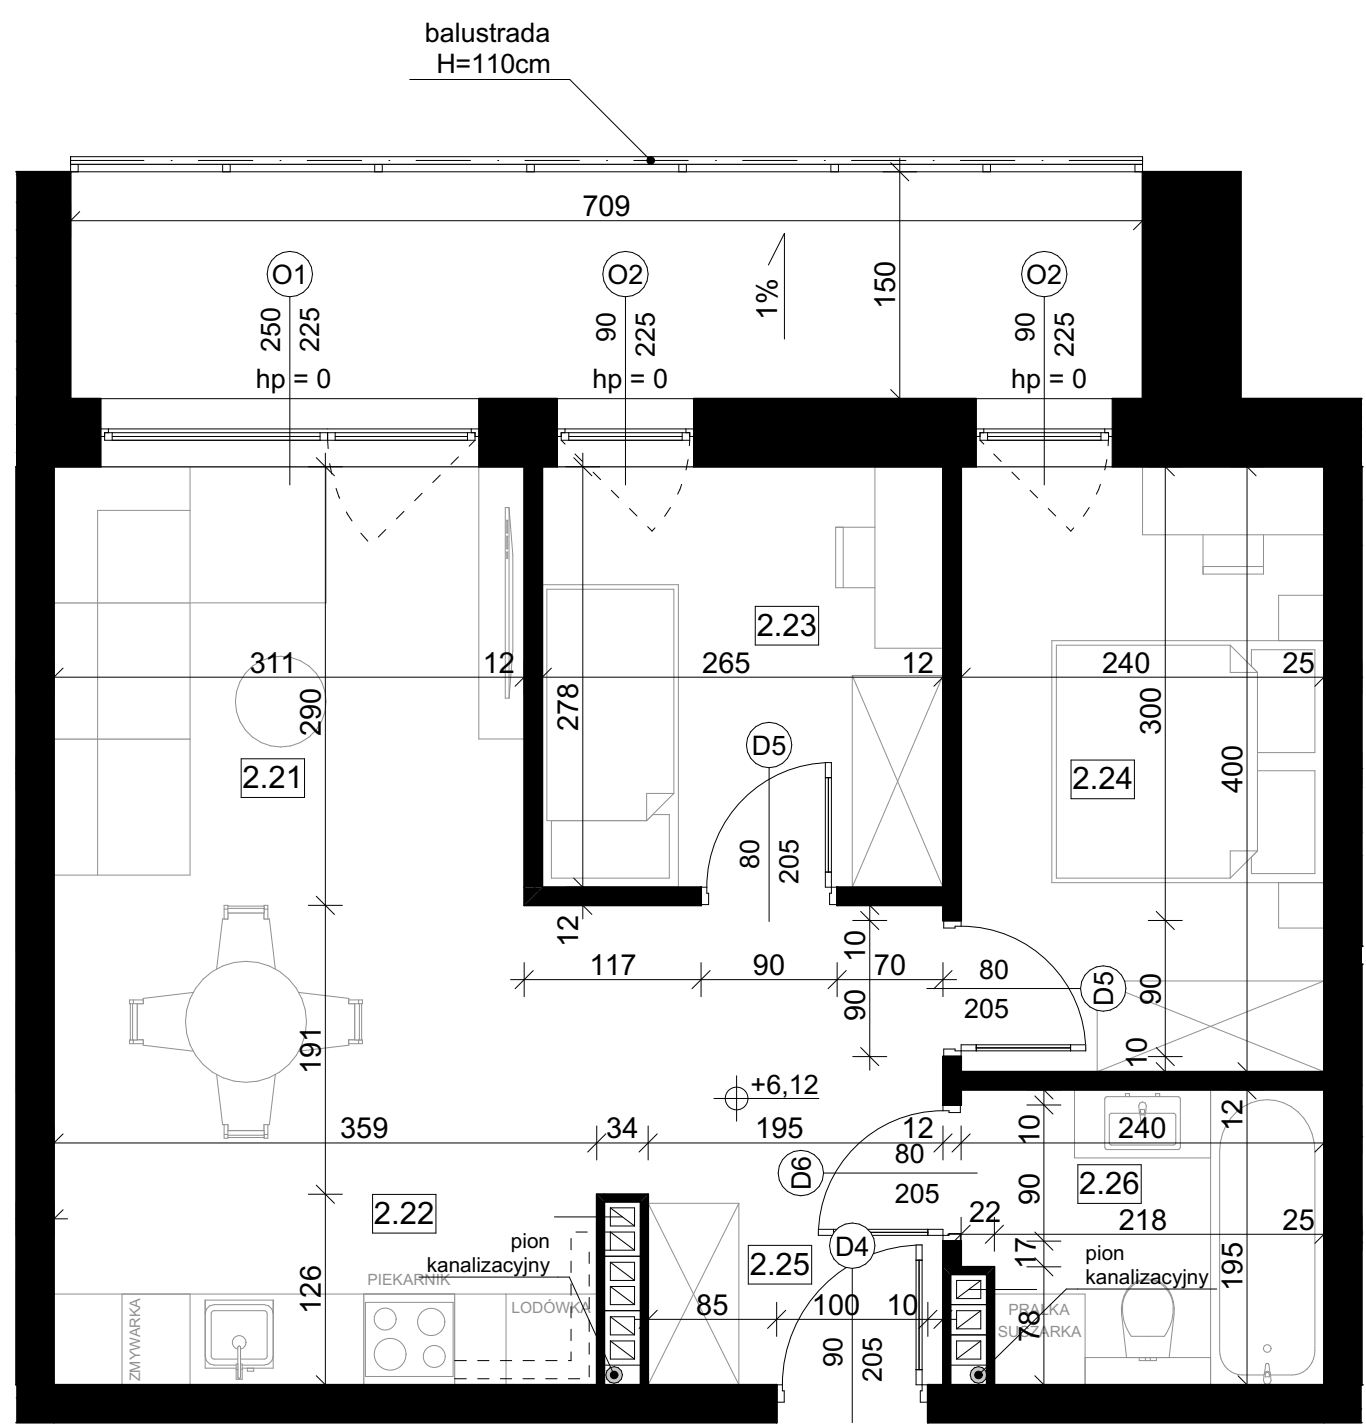 balustrada
H=110cm
709
O1
O2
O2
250
225
90
225
1%
150
90
225
hp = 0
hp = 0
hp = 0
2.23
311
12
265
12
240
25
290
278
300
D5
2.21
2.24
400
80
205
12
10
117
90
70
80
D5
90
205
90
191
10
+6,12
359
34
195
12
10
240
12
80
D6
205
90
2.26
2.22
22
218
25
pion
kanalizacyjny
D4
2.25
17
pion
kanalizacyjny
195
126
PIEKARNIK
LODÓWKA
ZMYWARKA
85
100
10
PRALKA
SUSZARKA
78
90
205